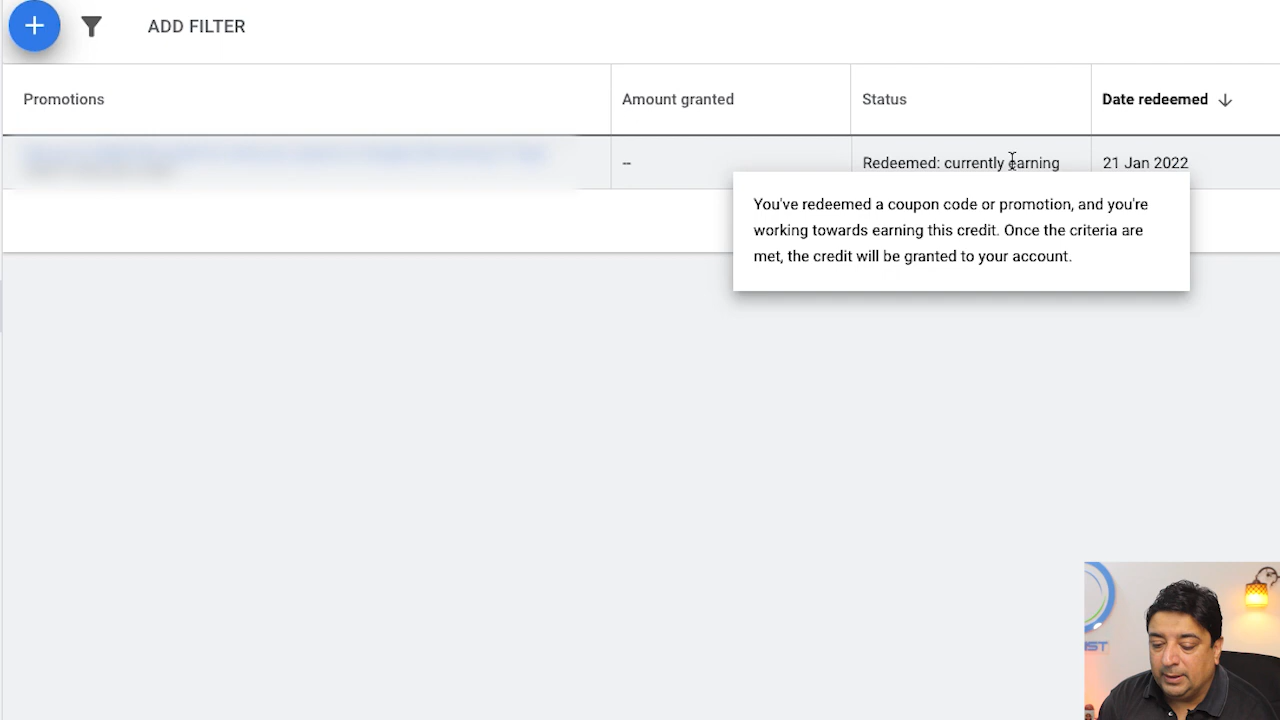 ADD FILTER
Promotions Amount granted Status Date redeemed
-- Redeemed: currently earning 21 Jan 2022
You've redeemed a coupon code or promotion, and you're
working towards earning this credit. Once the criteria are
met, the credit will be granted to your account.